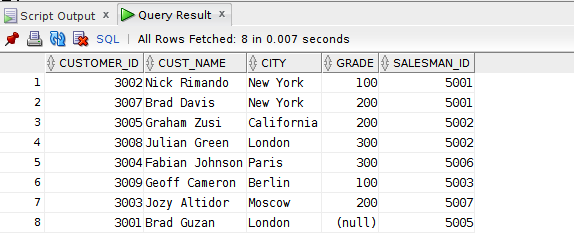 Script Output x Query Result x
SQL | All Rows Fetched: 8 in 0.007 seconds
CUSTOMER_ID CUST_NAME CITY GRADE SALESMAN_ID
1 3002 Nick Rimando New York 100 5001
2 3007 Brad Davis New York 200 5001
3 3005 Graham Zusi California 200 5002
4 3008 Julian Green London 300 5002
5 3004 Fabian Johnson Paris 300 5006
6 3009 Geoff Cameron Berlin 100 5003
7 3003 Jozy Altidor Moscow 200 5007
8 3001 Brad Guzan London (null) 5005